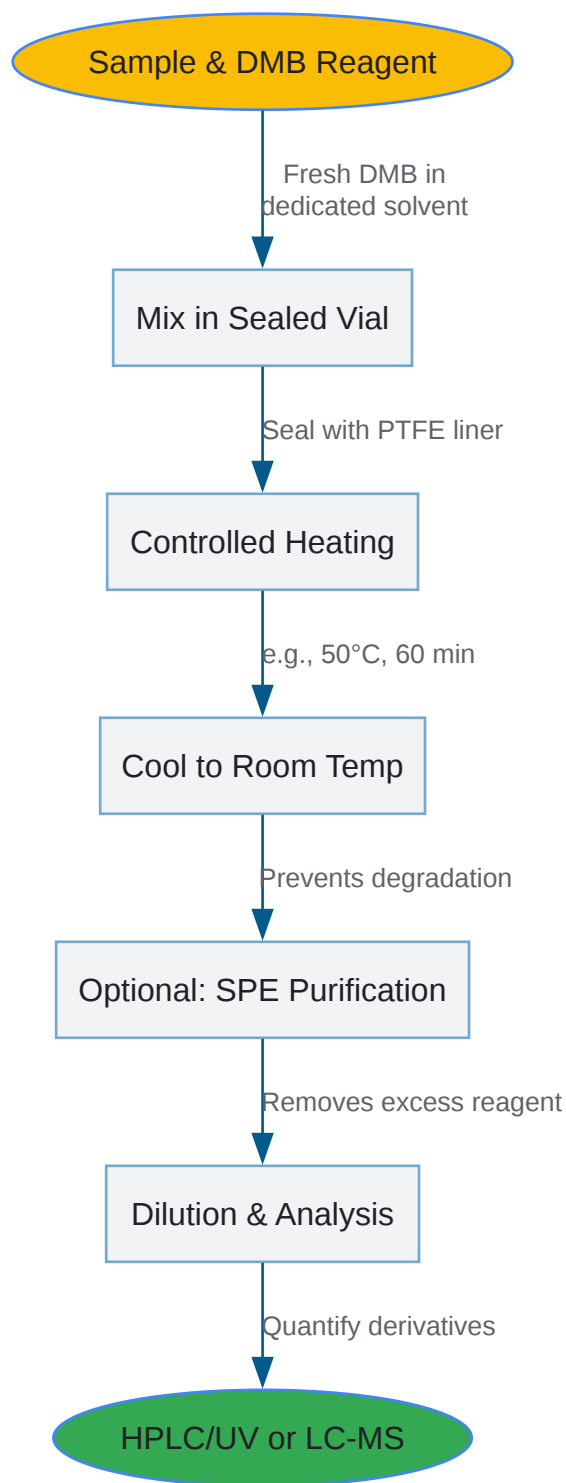 Sample & DMB Reagent
Fresh DMB in
dedicated solvent
Mix in Sealed Vial
Seal with PTFE liner
Controlled Heating
e.g., 50°C, 60 min
Cool to Room Temp
Prevents degradation
Optional: SPE Purification
Removes excess reagent
Dilution & Analysis
Quantify derivatives
HPLC/UV or LC-MS